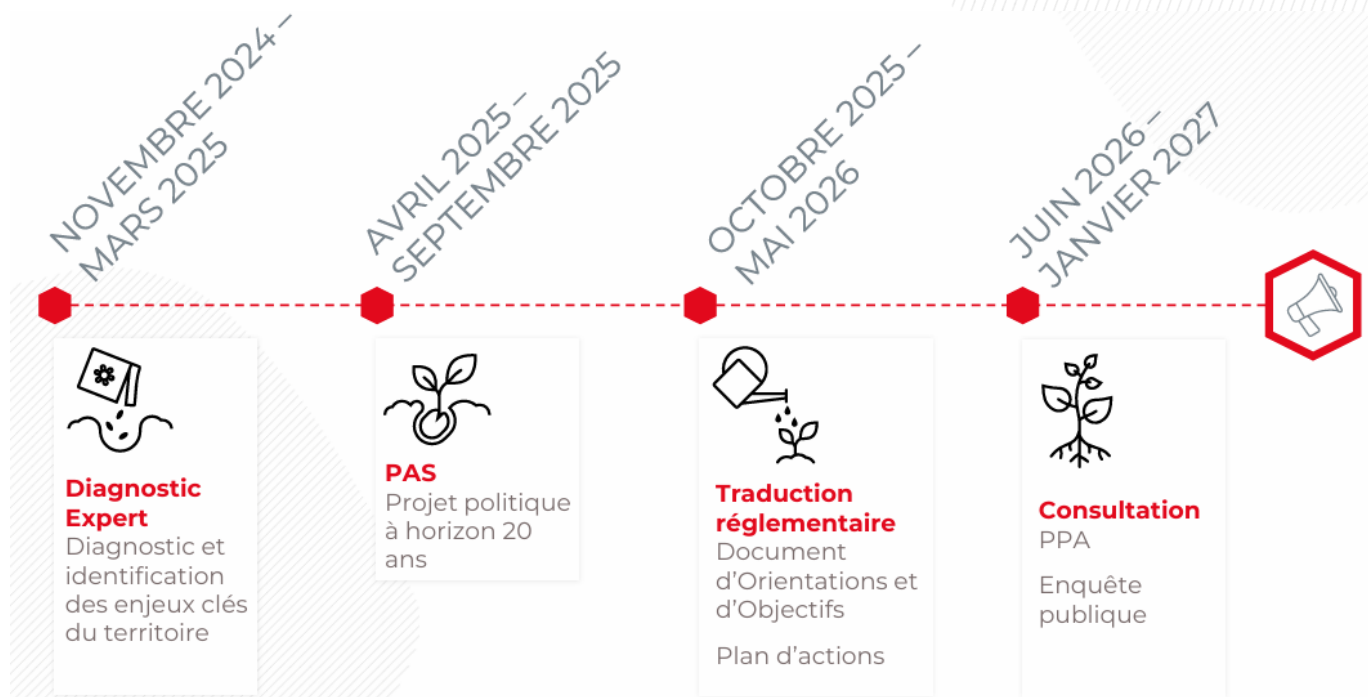 NOVEMBRE 2024 –
MARS 2025
AVRIL 2025 –
SEPTEMBRE 2025
OCTOBRE 2025 –
MAI 2026
JUIN 2026 –
JANVIER 2027
Diagnostic
Expert
Diagnostic et
identification
des enjeux clés
du territoire
PAS
Projet politique
à horizon 20
ans
Traduction
réglementaire
Document
d’Orientations et
d’Objectifs
Plan d’actions
Consultation
PPA
Enquête
publique